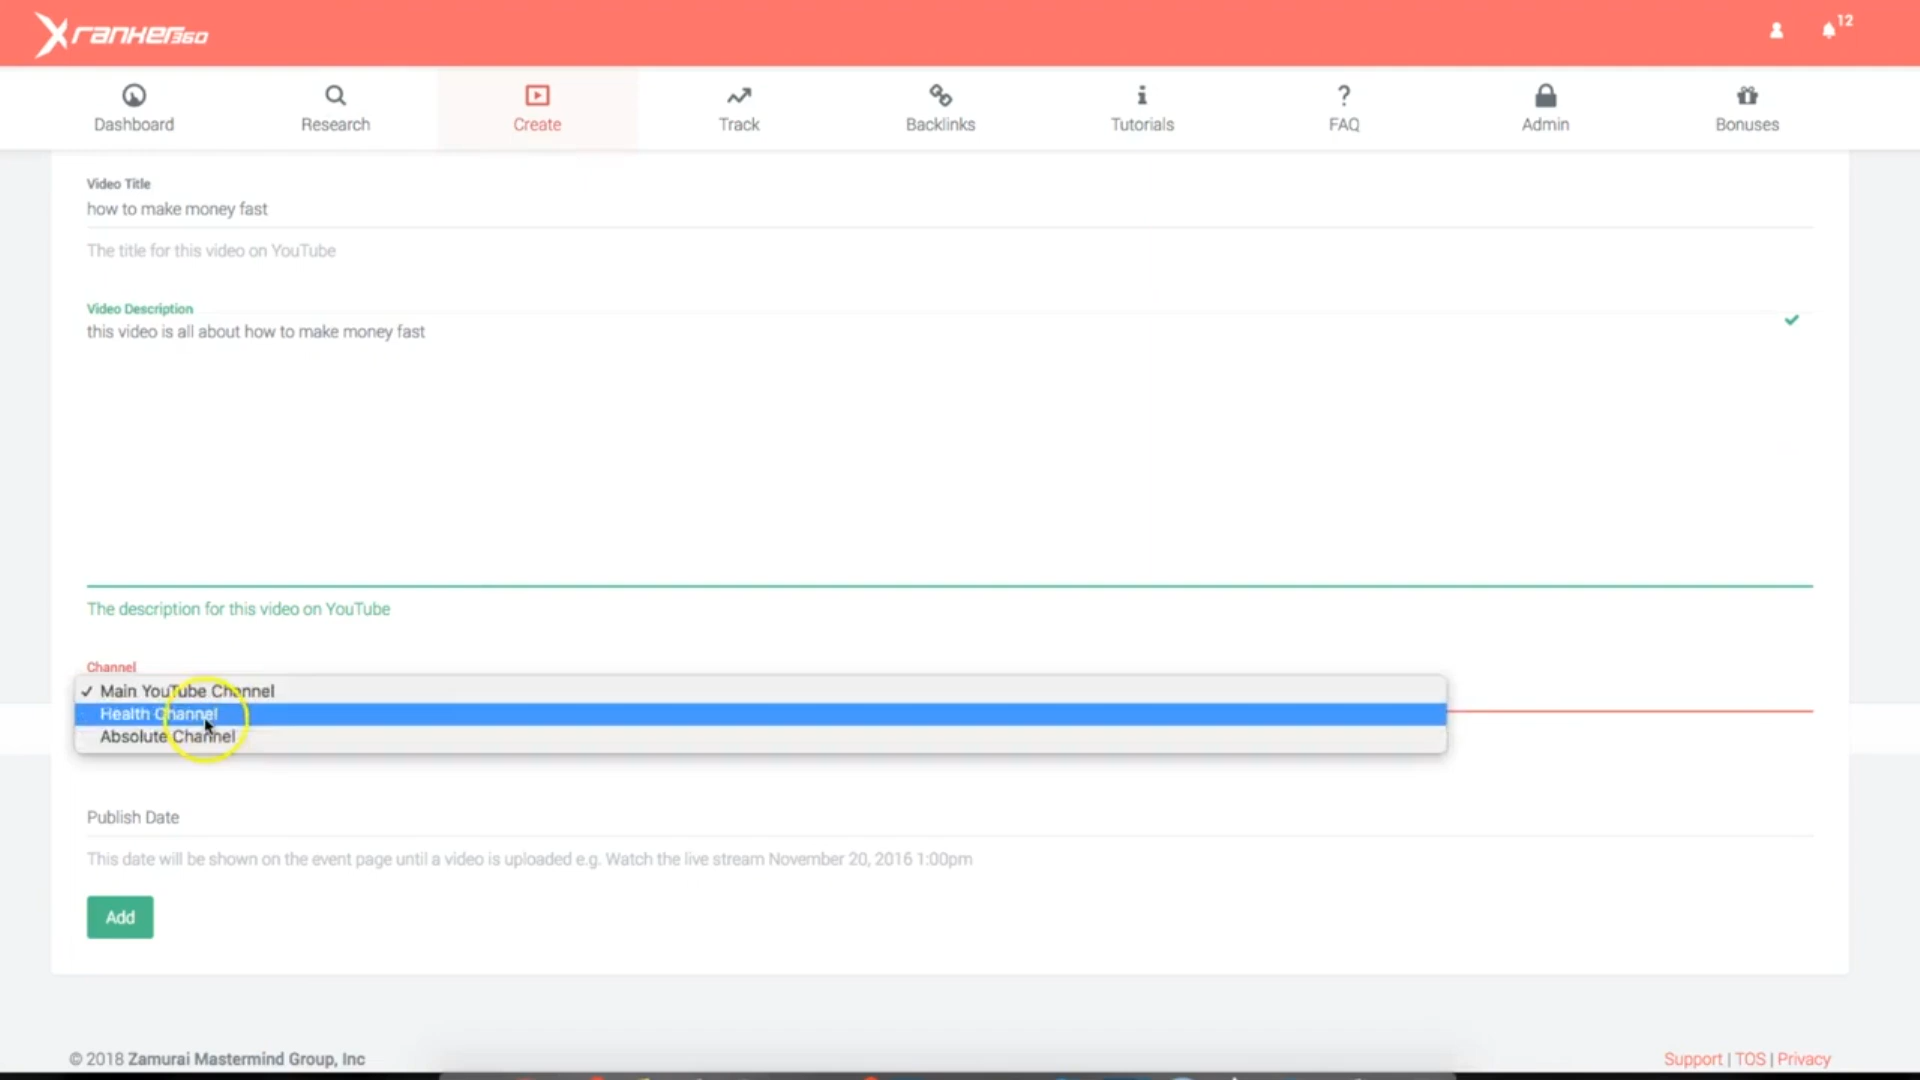 Xranker360
12
Dashboard
Research
Create
Track
Backlinks
Tutorials
FAQ
Admin
Bonuses
Video Title
how to make money fast
The title for this video on YouTube
Video Description
this video is all about how to make money fast
The description for this video on YouTube
Channel
✓ Main YouTube Channel
Health Channel
Absolute Channel
Publish Date
This date will be shown on the event page until a video is uploaded e.g. Watch the live stream November 20, 2016 1:00pm
Add
© 2018 Zamurai Mastermind Group, Inc
Support | TOS | Privacy